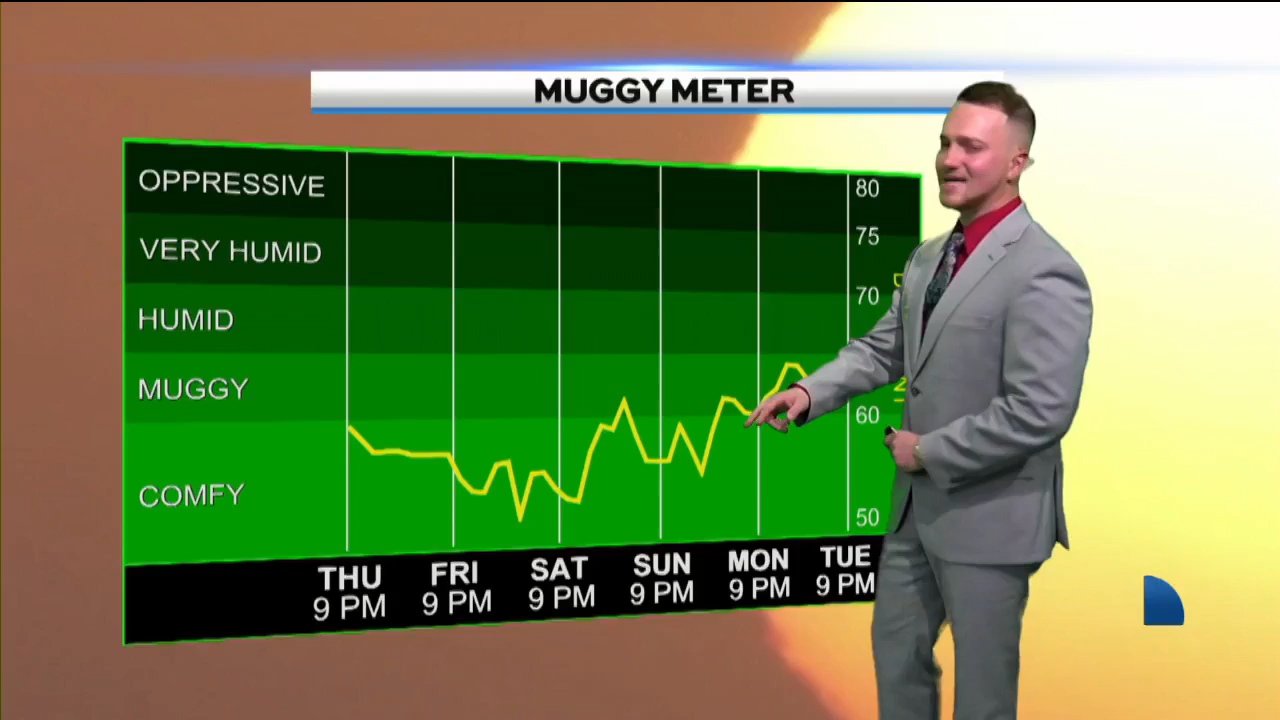 MUGGY METER
OPPRESSIVE
VERY HUMID
HUMID
MUGGY
COMFY
80
75
70
60
50
THU FRI SAT SUN MON TUE
9 PM 9 PM 9 PM 9 PM 9 PM 9 PM